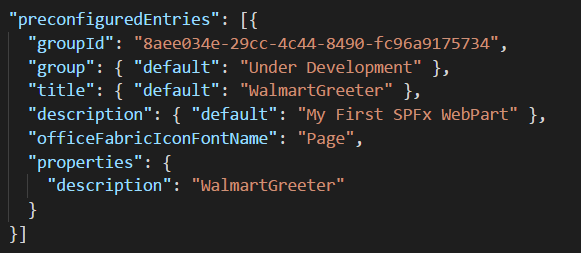 "preconfiguredEntries": [{
"groupId": "8aee034e-29cc-4c44-8490-fc96a9175734",
"group": { "default": "Under Development" },
"title": { "default": "WalmartGreeter" },
"description": { "default": "My First SPFx WebPart" },
"officeFabricIconFontName": "Page",
"properties": {
"description": "WalmartGreeter"
}
}]